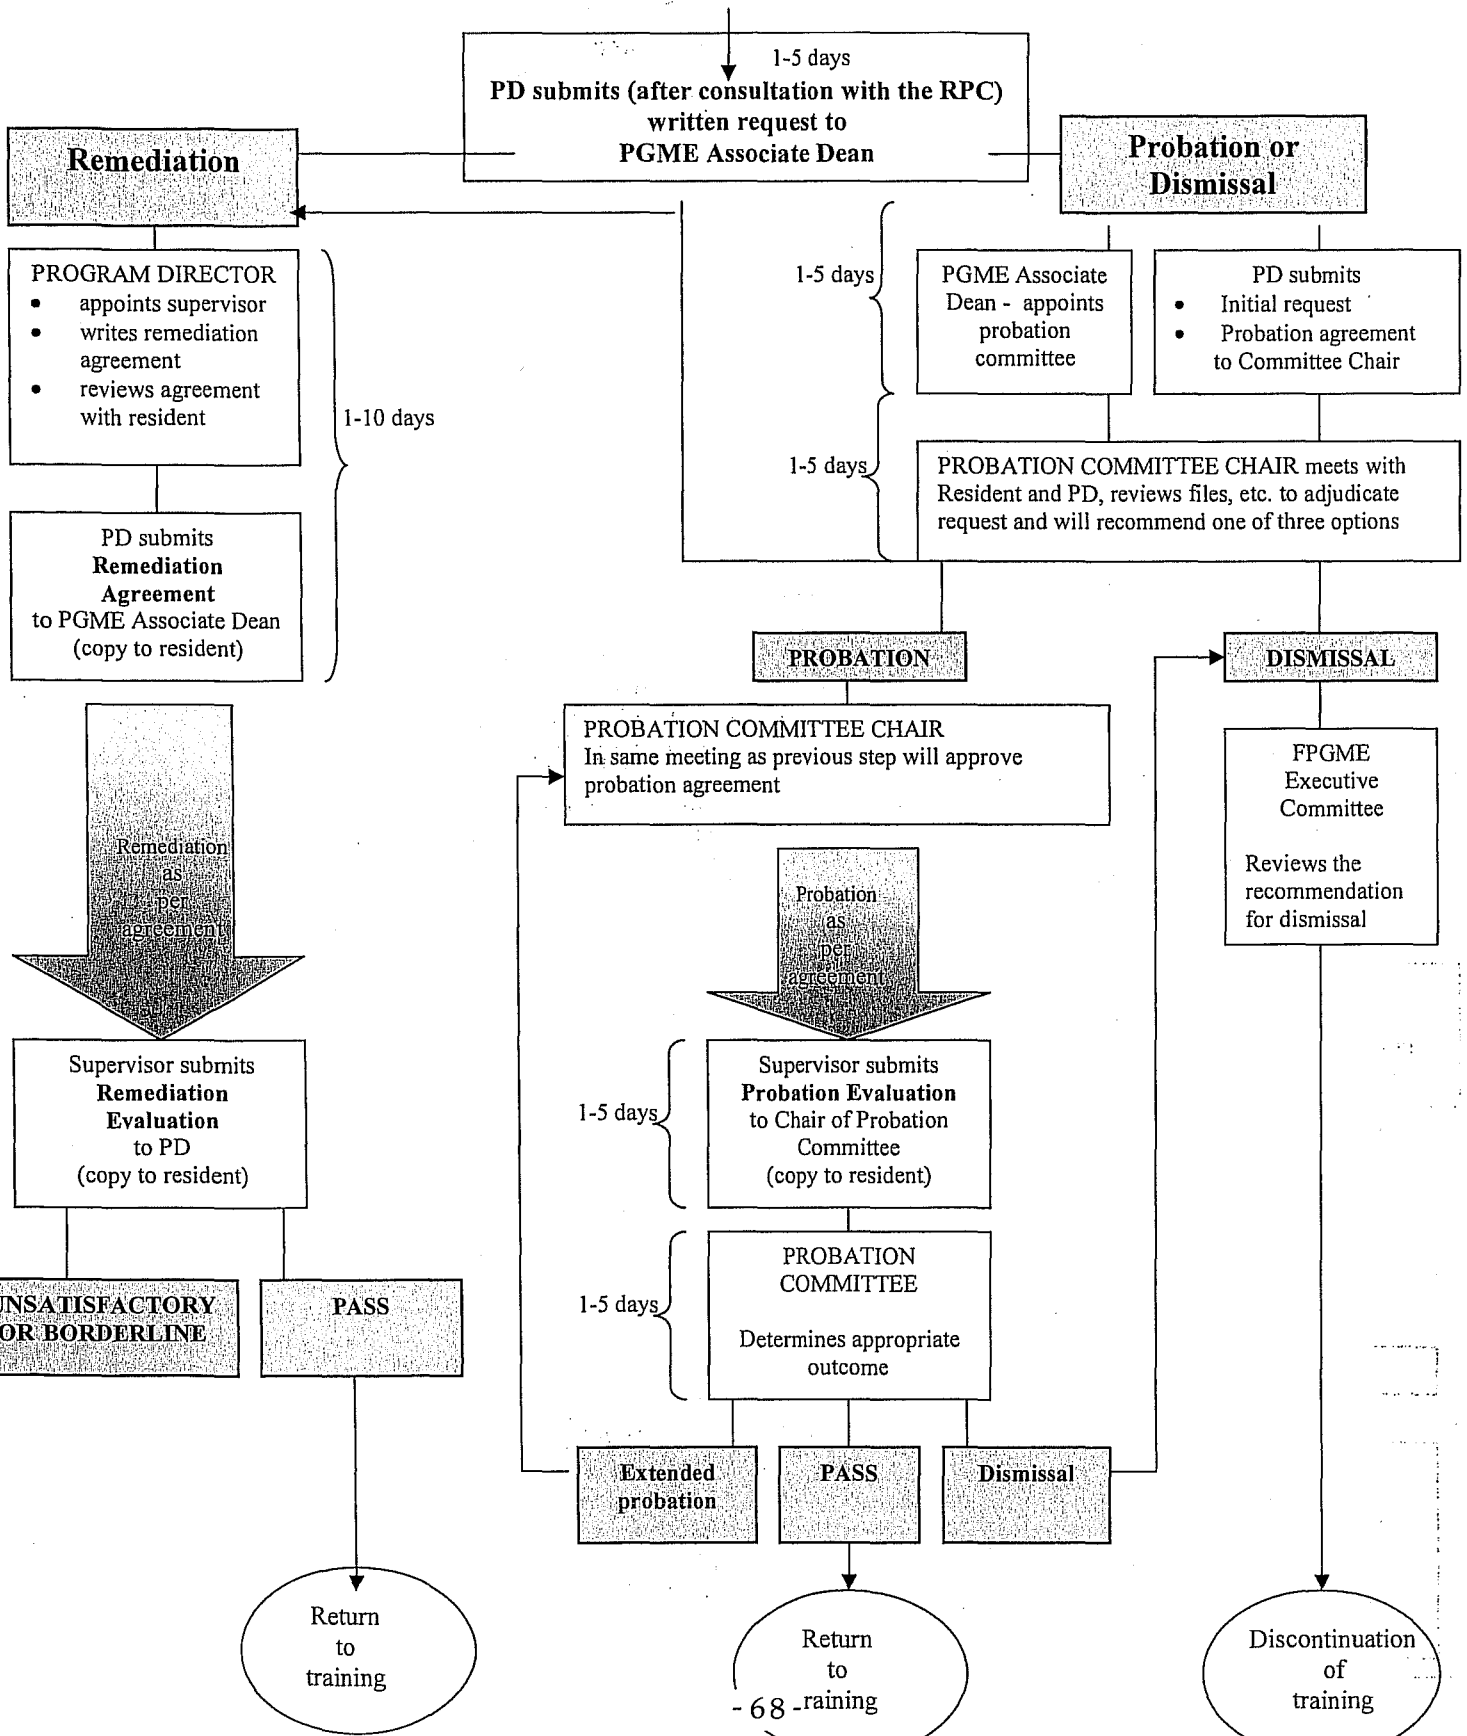 1-5 days
PD submits (after consultation with the RPC)
written request to
PGME Associate Dean
Remediation
Probation or
Dismissal
PROGRAM DIRECTOR
• appoints supervisor
• writes remediation
agreement
• reviews agreement
with resident
1-10 days
PD submits
Remediation
Agreement
to PGME Associate Dean
(copy to resident)
1-5 days
PGME Associate
Dean - appoints
probation
committee
PD submits
• Initial request
• Probation agreement
to Committee Chair
1-5 days
PROBATION COMMITTEE CHAIR meets with
Resident and PD, reviews files, etc. to adjudicate
request and will recommend one of three options
PROBATION
DISMISSAL
PROBATION COMMITTEE CHAIR
In same meeting as previous step will approve
probation agreement
FPGME
Executive
Committee
Reviews the
recommendation
for dismissal
Remediation
as
per
agreement
Probation
as
per
agreement
Supervisor submits
Remediation
Evaluation
to PD
(copy to resident)
1-5 days
Supervisor submits
Probation Evaluation
to Chair of Probation
Committee
(copy to resident)
1-5 days
PROBATION
COMMITTEE
Determines appropriate
outcome
UNSATISFACTORY
OR BORDERLINE
PASS
Extended
probation
PASS
Dismissal
Return
to
training
Return
to
raining
Discontinuation
of
training
-68-